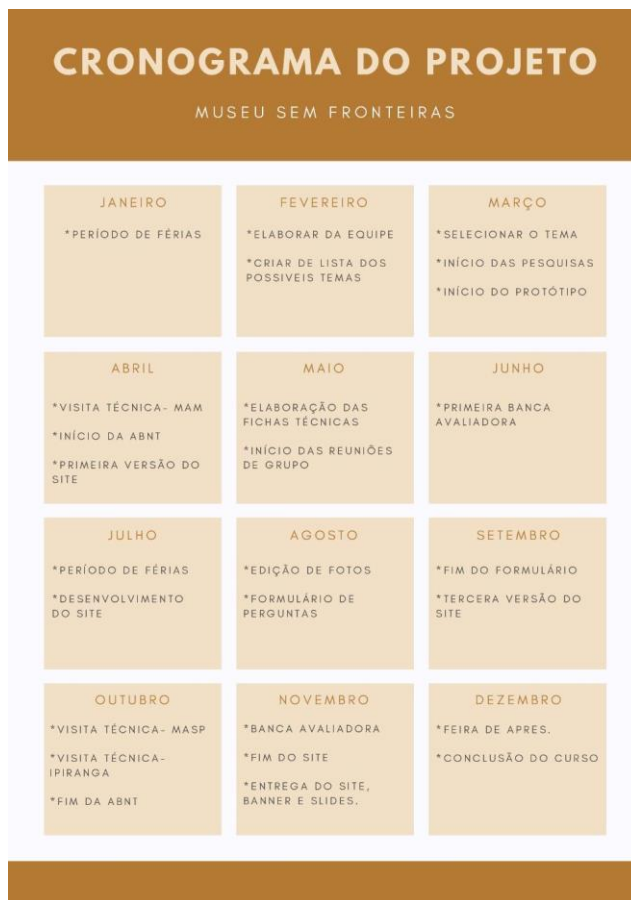 CRONOGRAMA DO PROJETO
MUSEU SEM FRONTEIRAS
JANEIRO
*PERÍODO DE FÉRIAS
FEVEREIRO
*ELABORAR DA EQUIPE
*CRIAR DE LISTA DOS
POSSIVEIS TEMAS
MARÇO
*SELECIONAR O TEMA
*INÍCIO DAS PESQUISAS
*INÍCIO DO PROTÓTIPO
ABRIL
*VISITA TÉCNICA- MAM
*INÍCIO DA ABNT
*PRIMEIRA VERSÃO DO
SITE
MAIO
*ELABORAÇÃO DAS
FICHAS TÉCNICAS
*INÍCIO DAS REUNIÕES
DE GRUPO
JUNHO
*PRIMEIRA BANCA
AVALIADORA
JULHO
*PERÍODO DE FÉRIAS
*DESENVOLVIMENTO
DO SITE
AGOSTO
*EDIÇÃO DE FOTOS
*FORMULÁRIO DE
PERGUNTAS
SETEMBRO
*FIM DO FORMULÁRIO
*TERCERA VERSÃO DO
SITE
OUTUBRO
*VISITA TÉCNICA- MASP
*VISITA TÉCNICA-
IPIRANGA
*FIM DA ABNT
NOVEMBRO
*BANCA AVALIADORA
*FIM DO SITE
*ENTREGA DO SITE,
BANNER E SLIDES.
DEZEMBRO
*FEIRA DE APRES.
*CONCLUSÃO DO CURSO